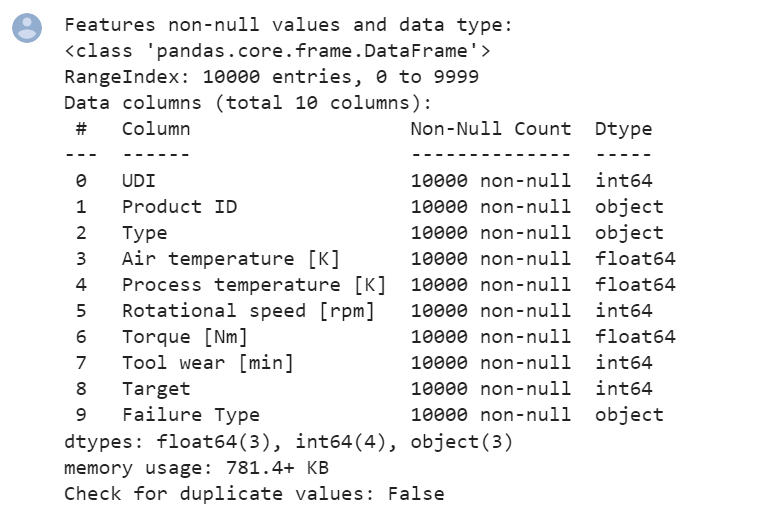 Features non-null values and data type:
<class 'pandas.core.frame.DataFrame'>
RangeIndex: 10000 entries, 0 to 9999
Data columns (total 10 columns):
 #   Column                   Non-Null Count  Dtype
---  ------                   --------------  -----
 0   UDI                      10000 non-null  int64
 1   Product ID               10000 non-null  object
 2   Type                     10000 non-null  object
 3   Air temperature [K]      10000 non-null  float64
 4   Process temperature [K]  10000 non-null  float64
 5   Rotational speed [rpm]   10000 non-null  int64
 6   Torque [Nm]              10000 non-null  float64
 7   Tool wear [min]          10000 non-null  int64
 8   Target                   10000 non-null  int64
 9   Failure Type             10000 non-null  object
dtypes: float64(3), int64(4), object(3)
memory usage: 781.4+ KB
Check for duplicate values: False